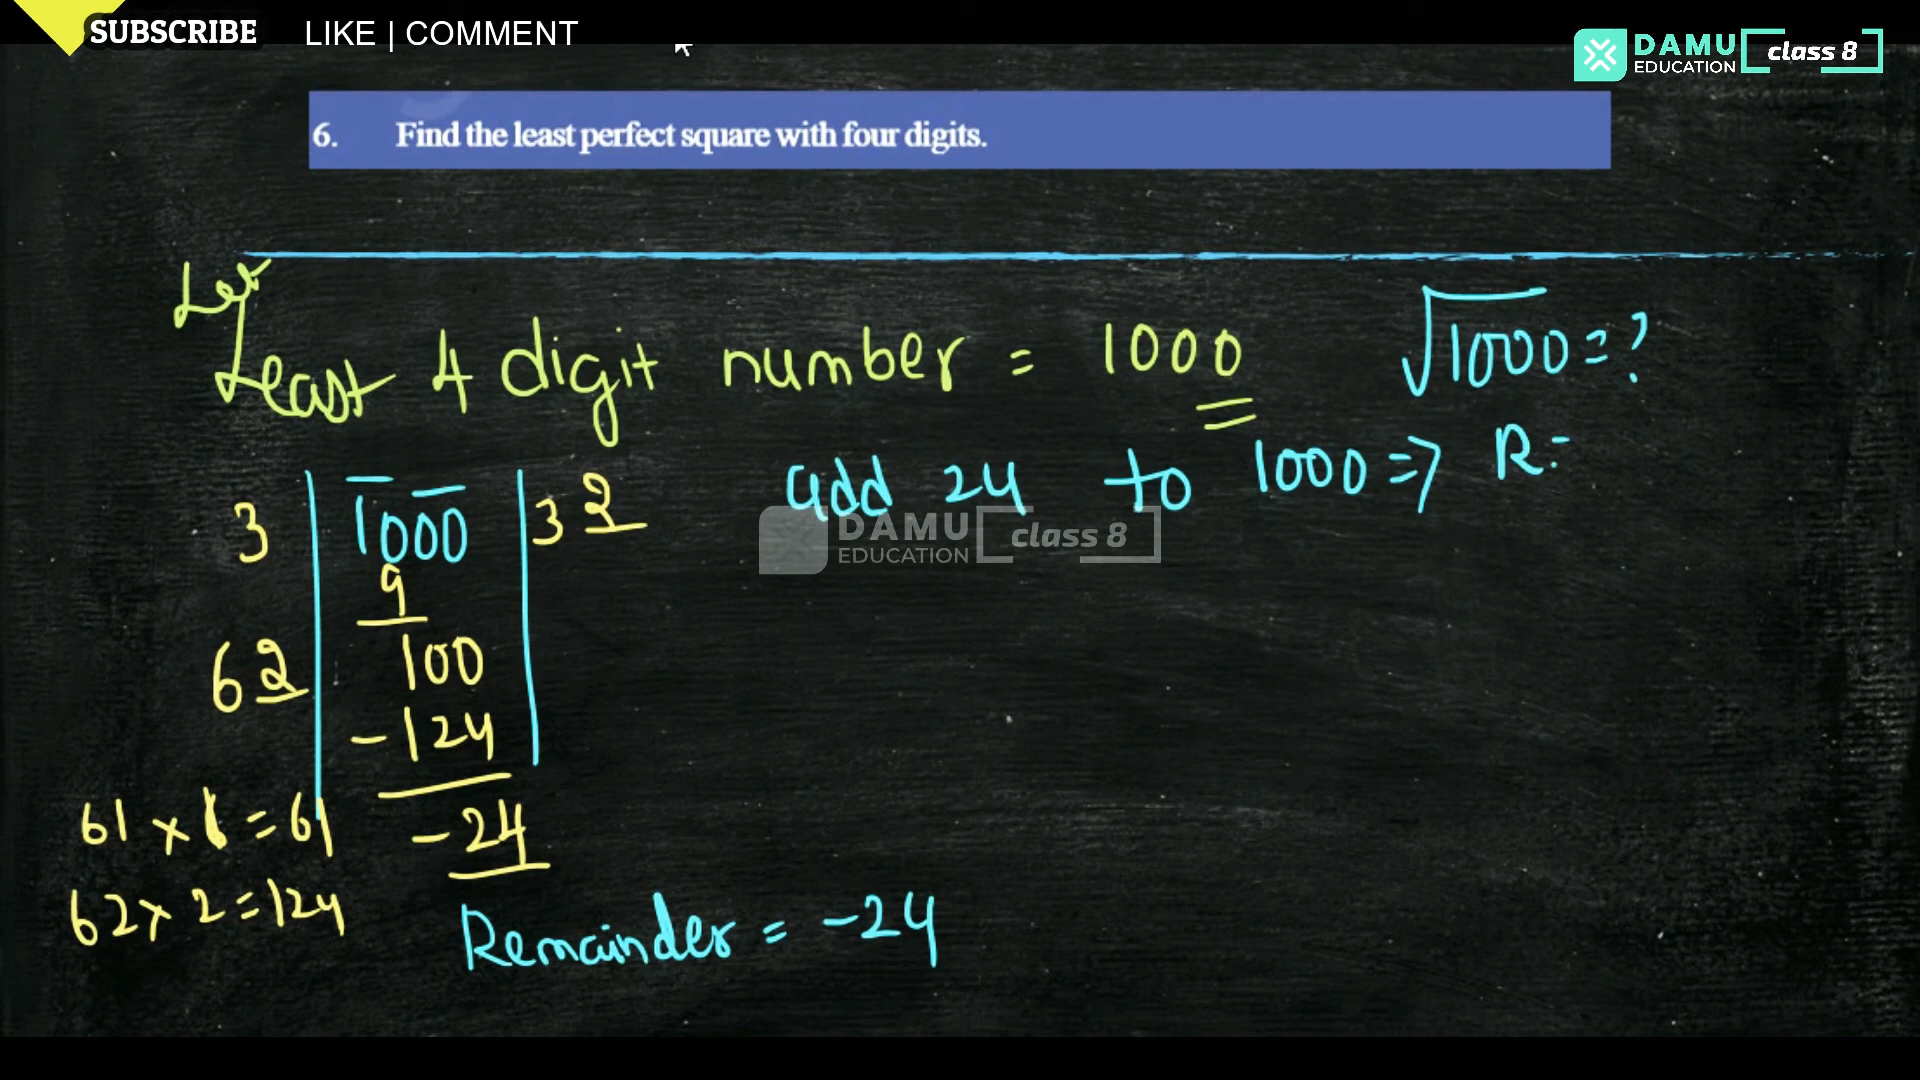 SUBSCRIBE LIKE | COMMENT
DAMU EDUCATION class 8
6. Find the least perfect square with four digits.
Let
Least 4 digit number = 1000
√1000 = ?
add 24 to 1000 => R =
DAMU EDUCATION class 8
3 | 1000 | 32
9
62 | 100
-124
-24
61 x 1 = 61
62 x 2 = 124
Remainder = -24